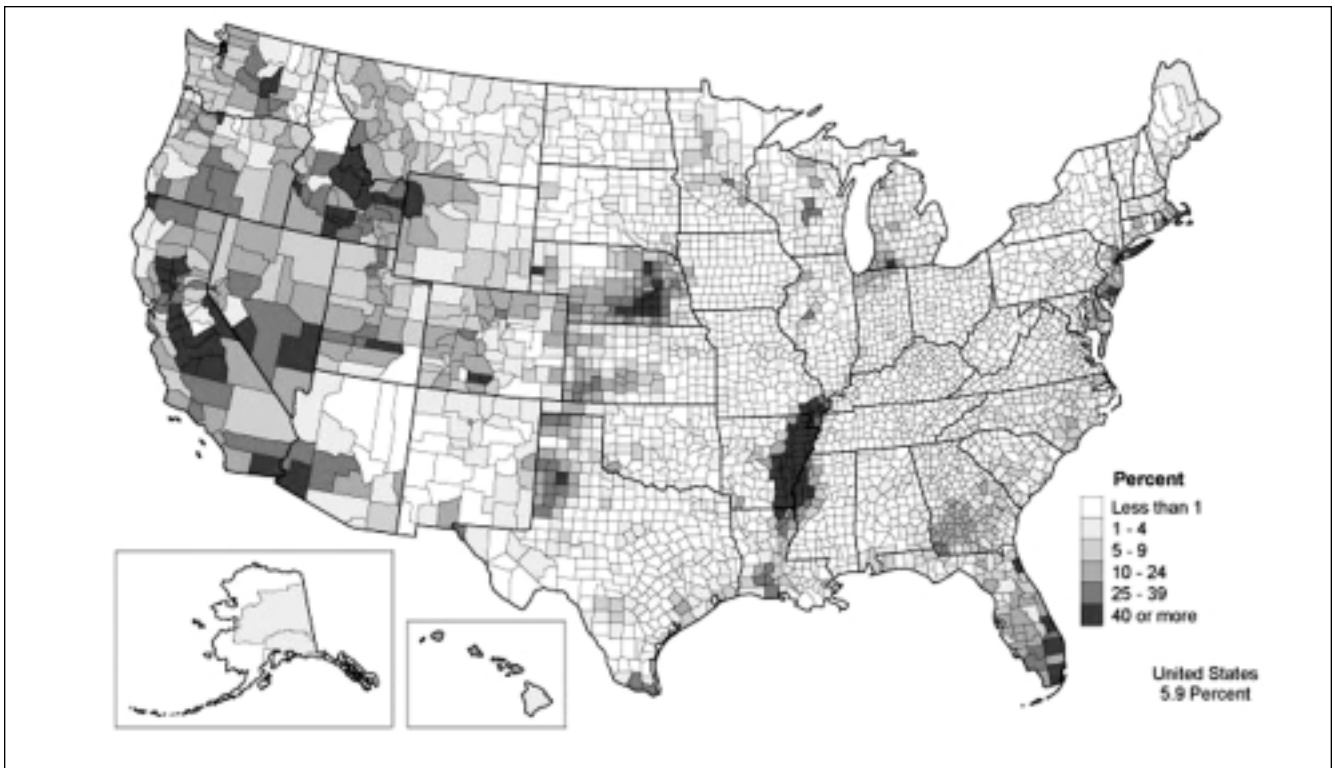 Percent
Less than 1
1 - 4
5 - 9
10 - 24
25 - 39
40 or more
United States
5.9 Percent